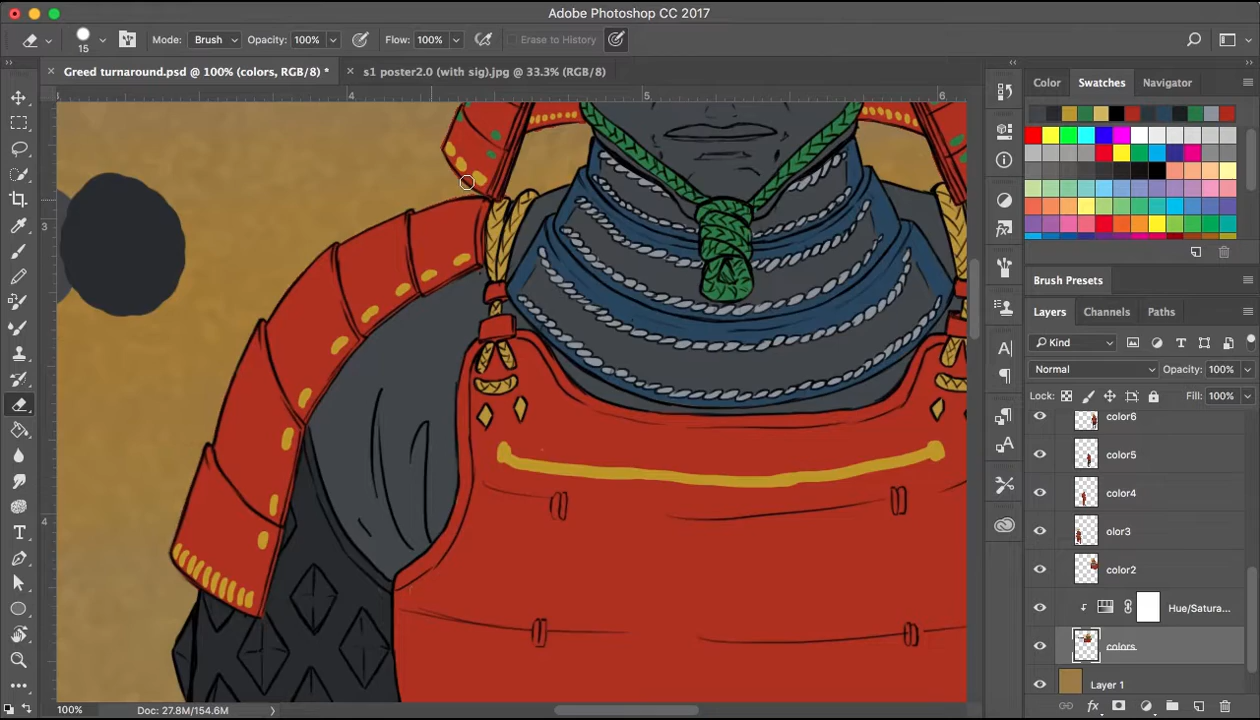 Adobe Photoshop CC 2017
15 Mode: Brush Opacity: 100% Flow: 100% Erase to History
Greed turnaround.psd @ 100% (colors, RGB/8) * s1 poster2.0 (with sig).jpg @ 33.3% (RGB/8)
4 5 6
Color Swatches Navigator
3
4
Brush Presets
Layers Channels Paths
Kind
Normal Opacity: 100%
Lock: Fill: 100%
color6
color5
color4
olor3
color2
Hue/Satura...
colors
Layer 1
100% Doc: 27.8M/154.6M